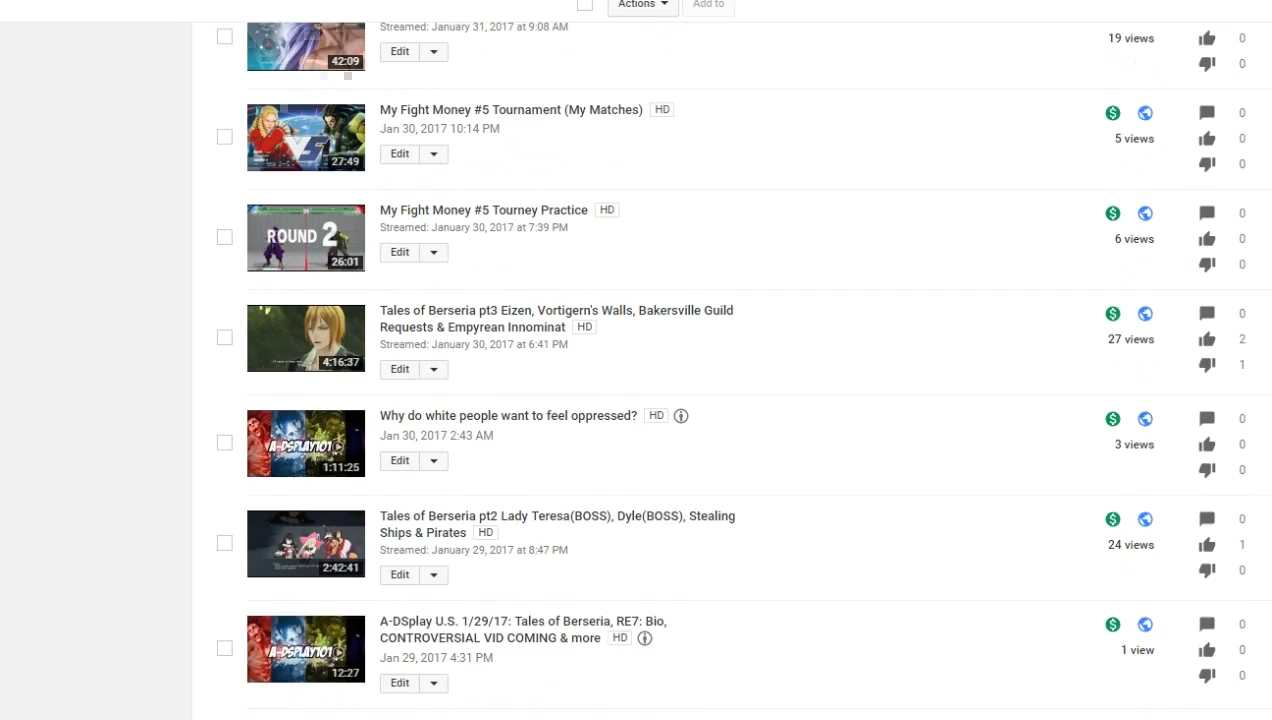 Actions
Add to
Streamed: January 31, 2017 at 9:08 AM
19 views
0
42:09
Edit
0
My Fight Money #5 Tournament (My Matches) HD
0
Jan 30, 2017 10:14 PM
5 views
0
27:49
Edit
0
My Fight Money #5 Tourney Practice HD
0
Streamed: January 30, 2017 at 7:39 PM
ROUND 2
6 views
0
26:01
Edit
0
Tales of Berseria pt3 Eizen, Vortigern's Walls, Bakersville Guild
0
Requests & Empyrean Innominat HD
Streamed: January 30, 2017 at 6:41 PM
27 views
2
4:16:37
Edit
1
Why do white people want to feel oppressed? HD
0
Jan 30, 2017 2:43 AM
A-DSPLAY101
3 views
0
1:11:25
Edit
0
Tales of Berseria pt2 Lady Teresa(BOSS), Dyle(BOSS), Stealing
0
Ships & Pirates HD
Streamed: January 29, 2017 at 8:47 PM
24 views
1
2:42:41
Edit
0
A-DSplay U.S. 1/29/17: Tales of Berseria, RE7: Bio,
0
CONTROVERSIAL VID COMING & more HD
A-DSPLAY101
Jan 29, 2017 4:31 PM
1 view
0
12:27
Edit
0